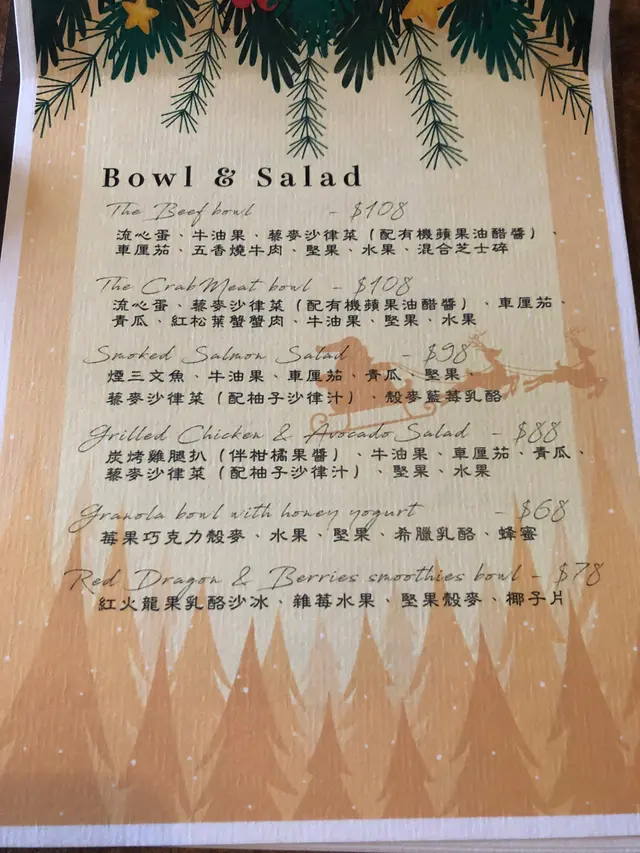 Bowl & Salad
The Beef bowl - $108
流心蛋、牛油果、藜麥沙律菜（配有機蘋果油醋醬）、
車厘茄、五香燒牛肉、堅果、水果、混合芝士碎
The CrabMeat bowl - $108
流心蛋、藜麥沙律菜（配有機蘋果油醋醬）、車厘茄、
青瓜、紅松葉蟹蟹肉、牛油果、堅果、水果
Smoked Salmon Salad - $98
煙三文魚、牛油果、車厘茄、青瓜、堅果、
藜麥沙律菜（配柚子沙律汁）、殼麥藍莓乳酪
Grilled Chicken & Avocado Salad - $88
炭烤雞腿扒（伴柑橘果醬）、牛油果、車厘茄、青瓜、
藜麥沙律菜（配柚子沙律汁）、堅果、水果
Granola bowl with honey yogurt - $68
莓果巧克力殼麥、水果、堅果、希臘乳酪、蜂蜜
Red Dragon & Berries smoothies bowl - $78
紅火龍果乳酪沙冰、雜莓水果、堅果殼麥、椰子片